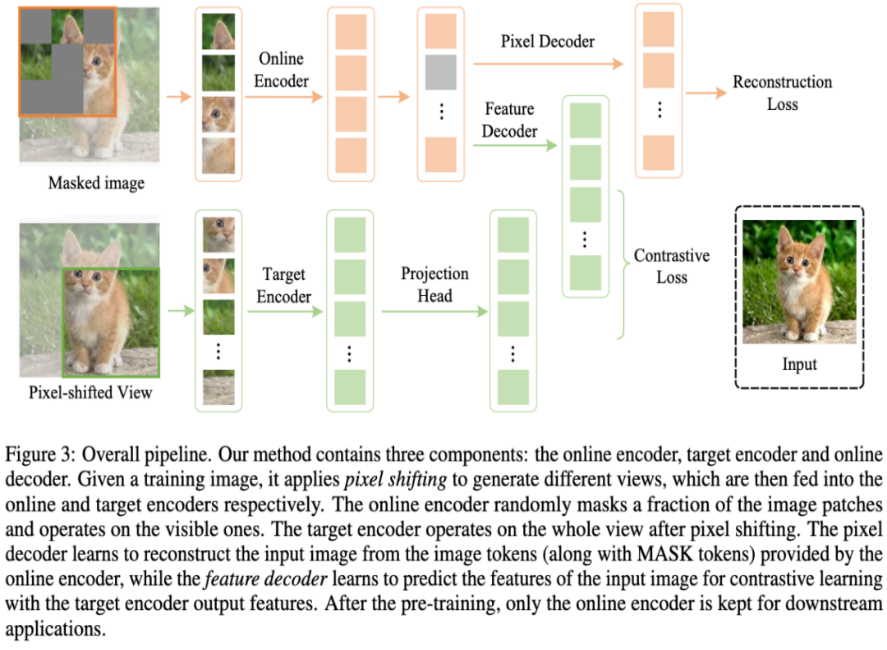 Masked image
Online
Encoder
Pixel Decoder
Feature
Decoder
Reconstruction
Loss
Pixel-shifted View
Target
Encoder
Projection
Head
Contrastive
Loss
Input
Figure 3: Overall pipeline. Our method contains three components: the online encoder, target encoder and online
decoder. Given a training image, it applies pixel shifting to generate different views, which are then fed into the
online and target encoders respectively. The online encoder randomly masks a fraction of the image patches
and operates on the visible ones. The target encoder operates on the whole view after pixel shifting. The pixel
decoder learns to reconstruct the input image from the image tokens (along with MASK tokens) provided by the
online encoder, while the feature decoder learns to predict the features of the input image for contrastive learning
with the target encoder output features. After the pre-training, only the online encoder is kept for downstream
applications.